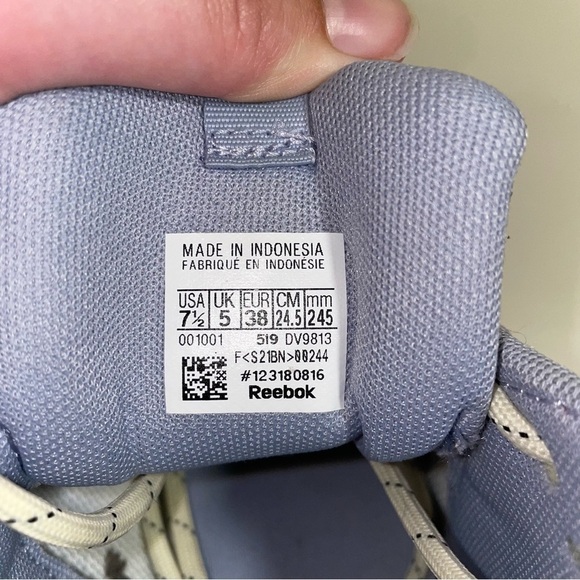 MADE IN INDONESIA
FABRIQUÉ EN INDONÉSIE
USA UK EUR CM mm
7½ 5 38 24.5 245
001001 519 DV9813
F<S21BN>00244
#123180816
Reebok